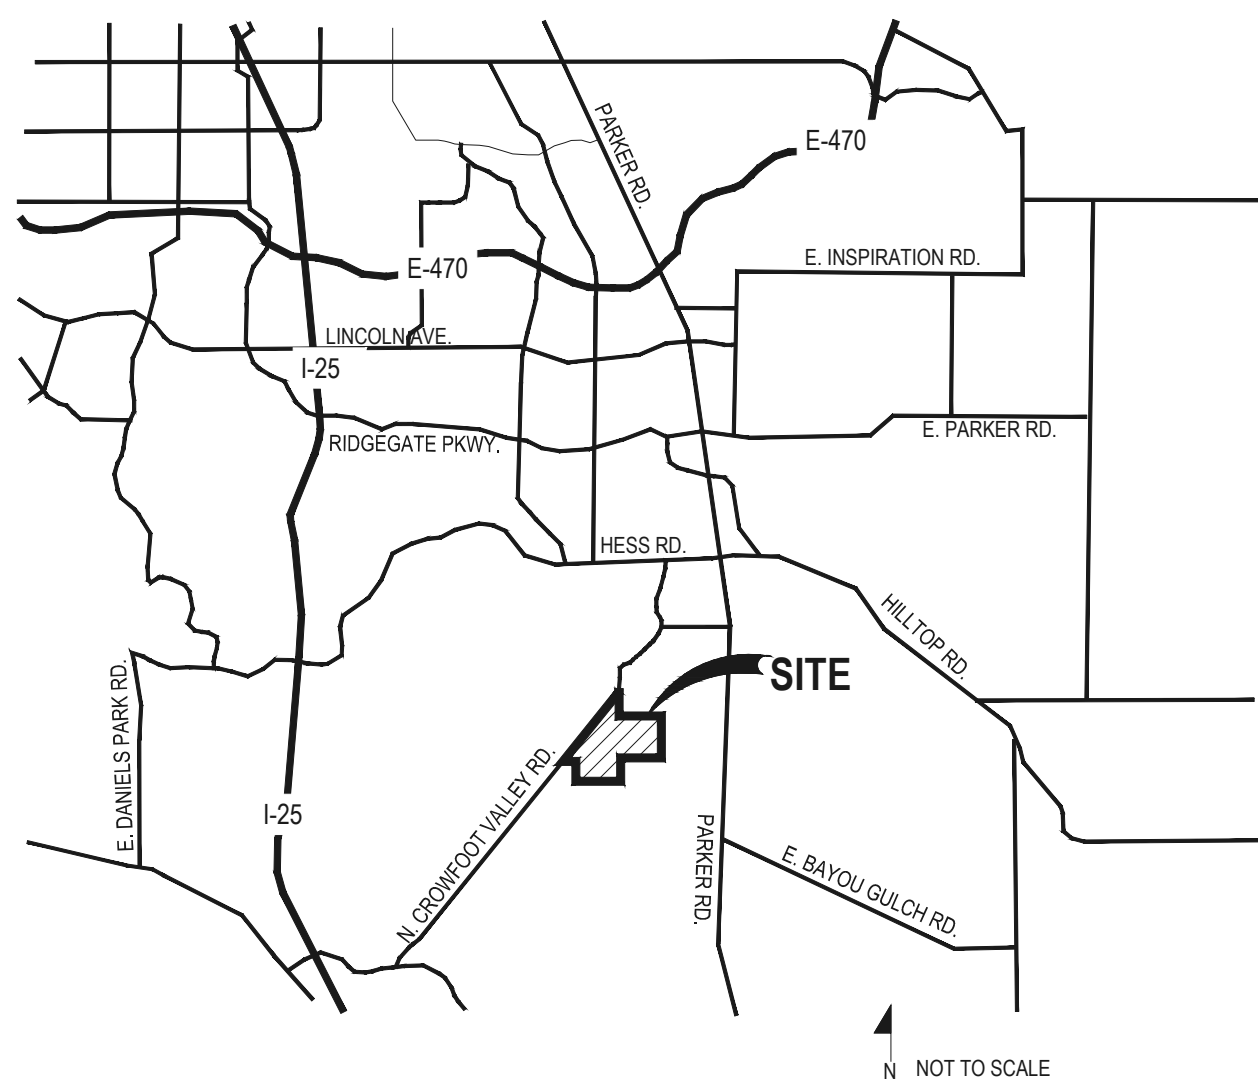 PARKER RD.
E-470
E. INSPIRATION RD.
E-470
LINCOLN AVE.
I-25
E. PARKER RD.
RIDGEGATE PKWY.
HESS RD.
HILLTOP RD.
SITE
E. DANIELS PARK RD.
N. CROWFOOT VALLEY RD.
I-25
PARKER RD.
E. BAYOU GULCH RD.
N
NOT TO SCALE